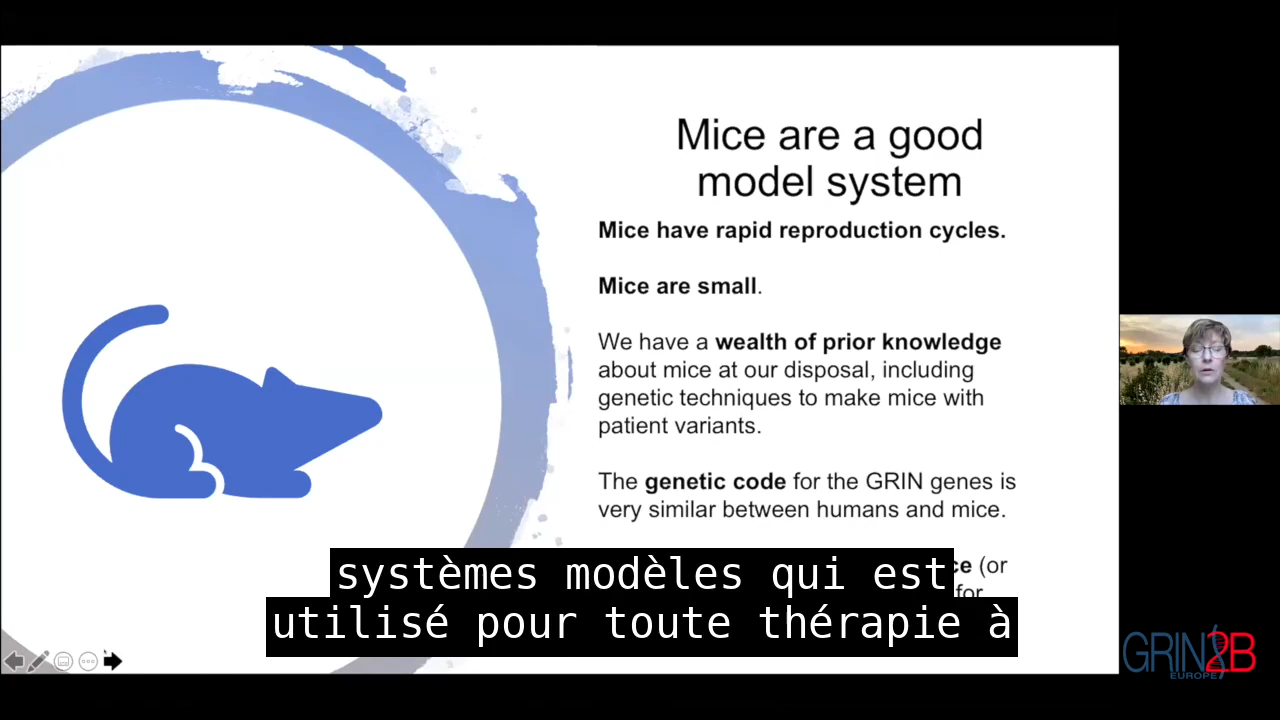 Mice are a good
model system
Mice have rapid reproduction cycles.
Mice are small.
We have a wealth of prior knowledge
about mice at our disposal, including
genetic techniques to make mice with
patient variants.
The genetic code for the GRIN genes is
very similar between humans and mice.
(or
for
systèmes modèles qui est
utilisé pour toute thérapie à
GRIN2B
EUROPE